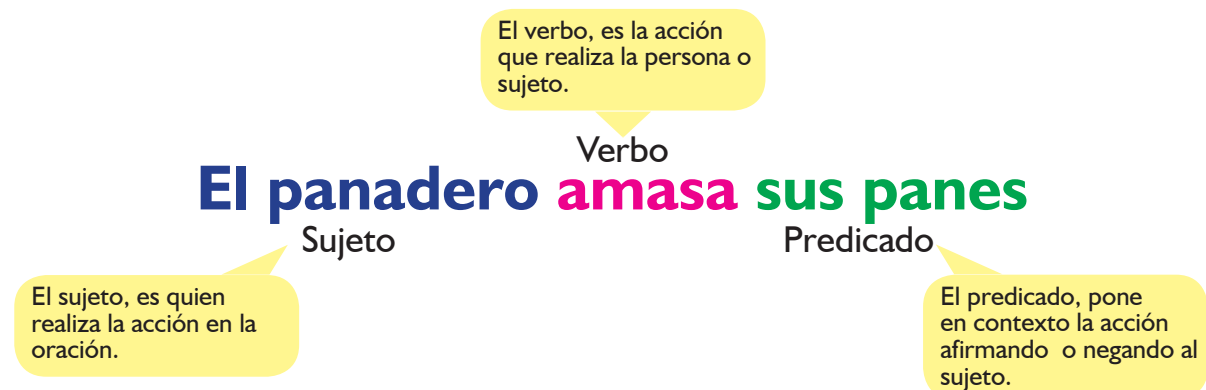 El verbo, es la acción
que realiza la persona o
sujeto.
Verbo
El panadero amasa sus panes
Sujeto
Predicado
El sujeto, es quien
realiza la acción en la
oración.
El predicado, pone
en contexto la acción
afirmando  o negando al
sujeto.